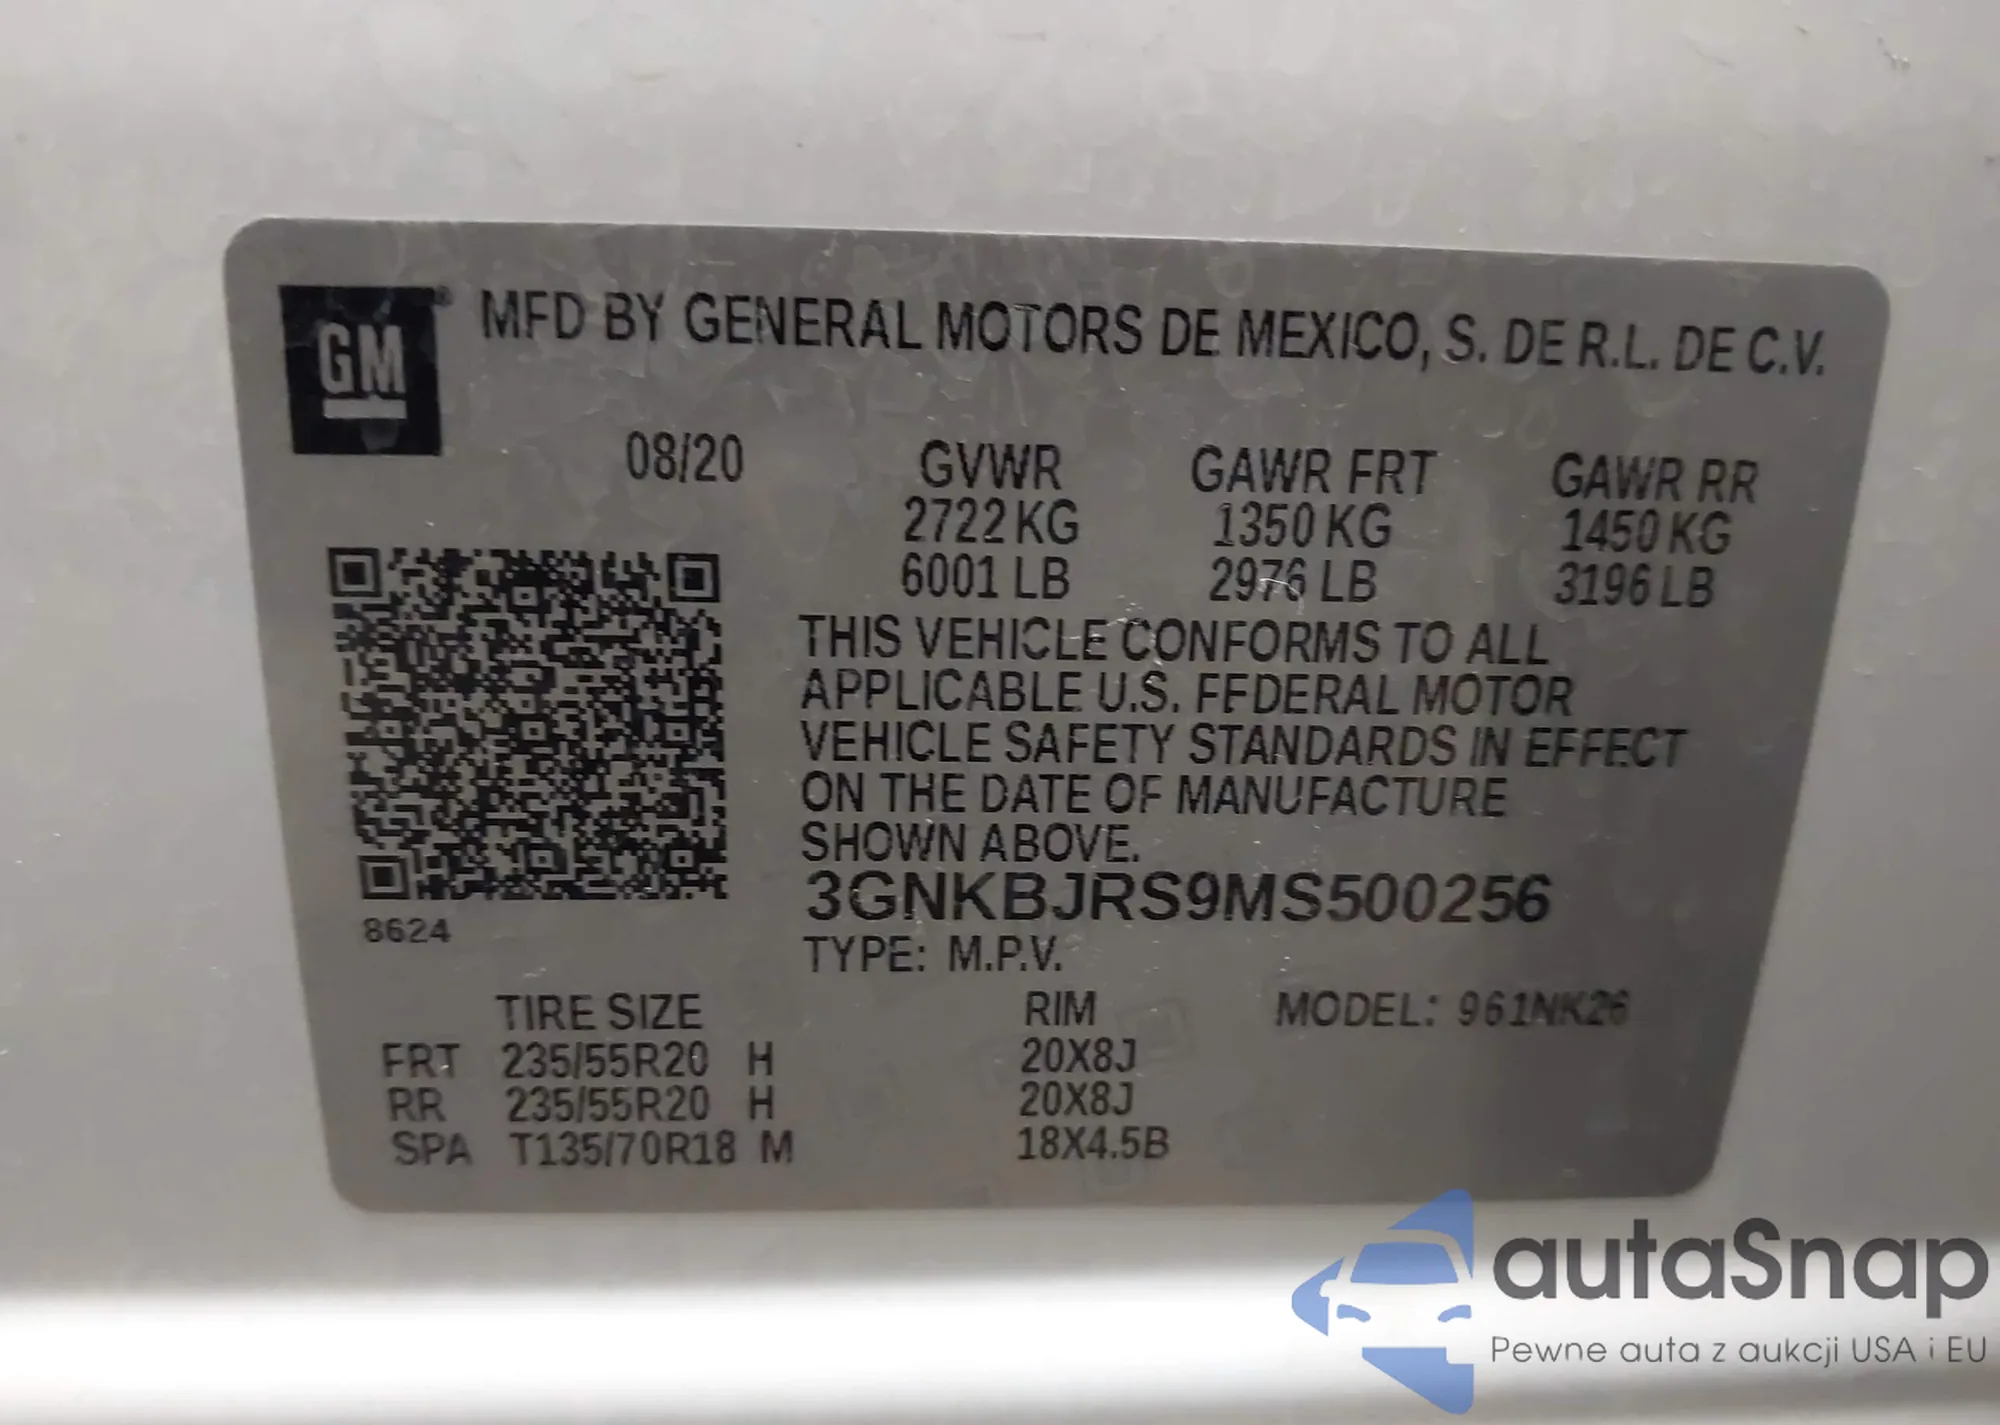 GM
MFD BY GENERAL MOTORS DE MEXICO, S. DE R.L. DE C.V.
08/20 GVWR GAWR FRT GAWR RR
2722 KG 1350 KG 1450 KG
6001 LB 2976 LB 3196 LB
THIS VEHICLE CONFORMS TO ALL
APPLICABLE U.S. FEDERAL MOTOR
VEHICLE SAFETY STANDARDS IN EFFECT
ON THE DATE OF MANUFACTURE
SHOWN ABOVE.
3GNKBJRS9MS500256
8624
TYPE: M.P.V.
TIRE SIZE RIM MODEL: 961NK26
FRT 235/55R20 H 20X8J
RR 235/55R20 H 20X8J
SPA T135/70R18 M 18X4.5B
autaSnap
Pewne auta z aukcji USA i EU